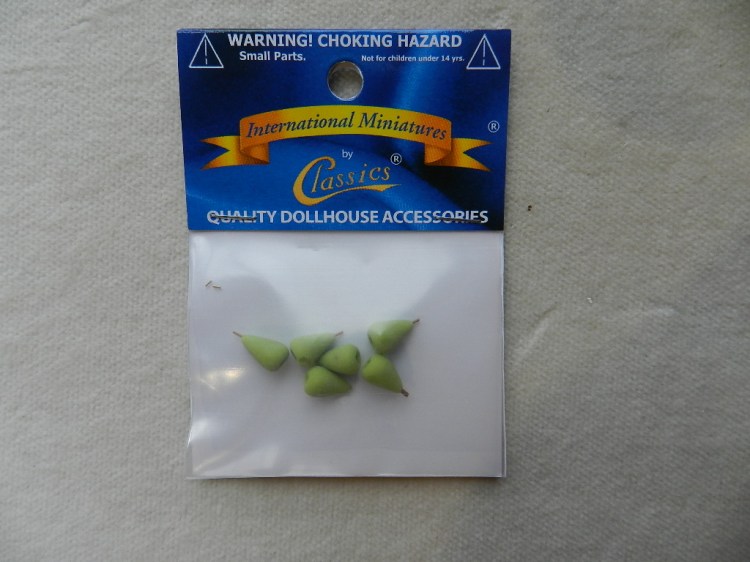 WARNING! CHOKING HAZARD
Small Parts. Not for children under 14 yrs.
International Miniatures ®
by
Classics ®
QUALITY DOLLHOUSE ACCESSORIES